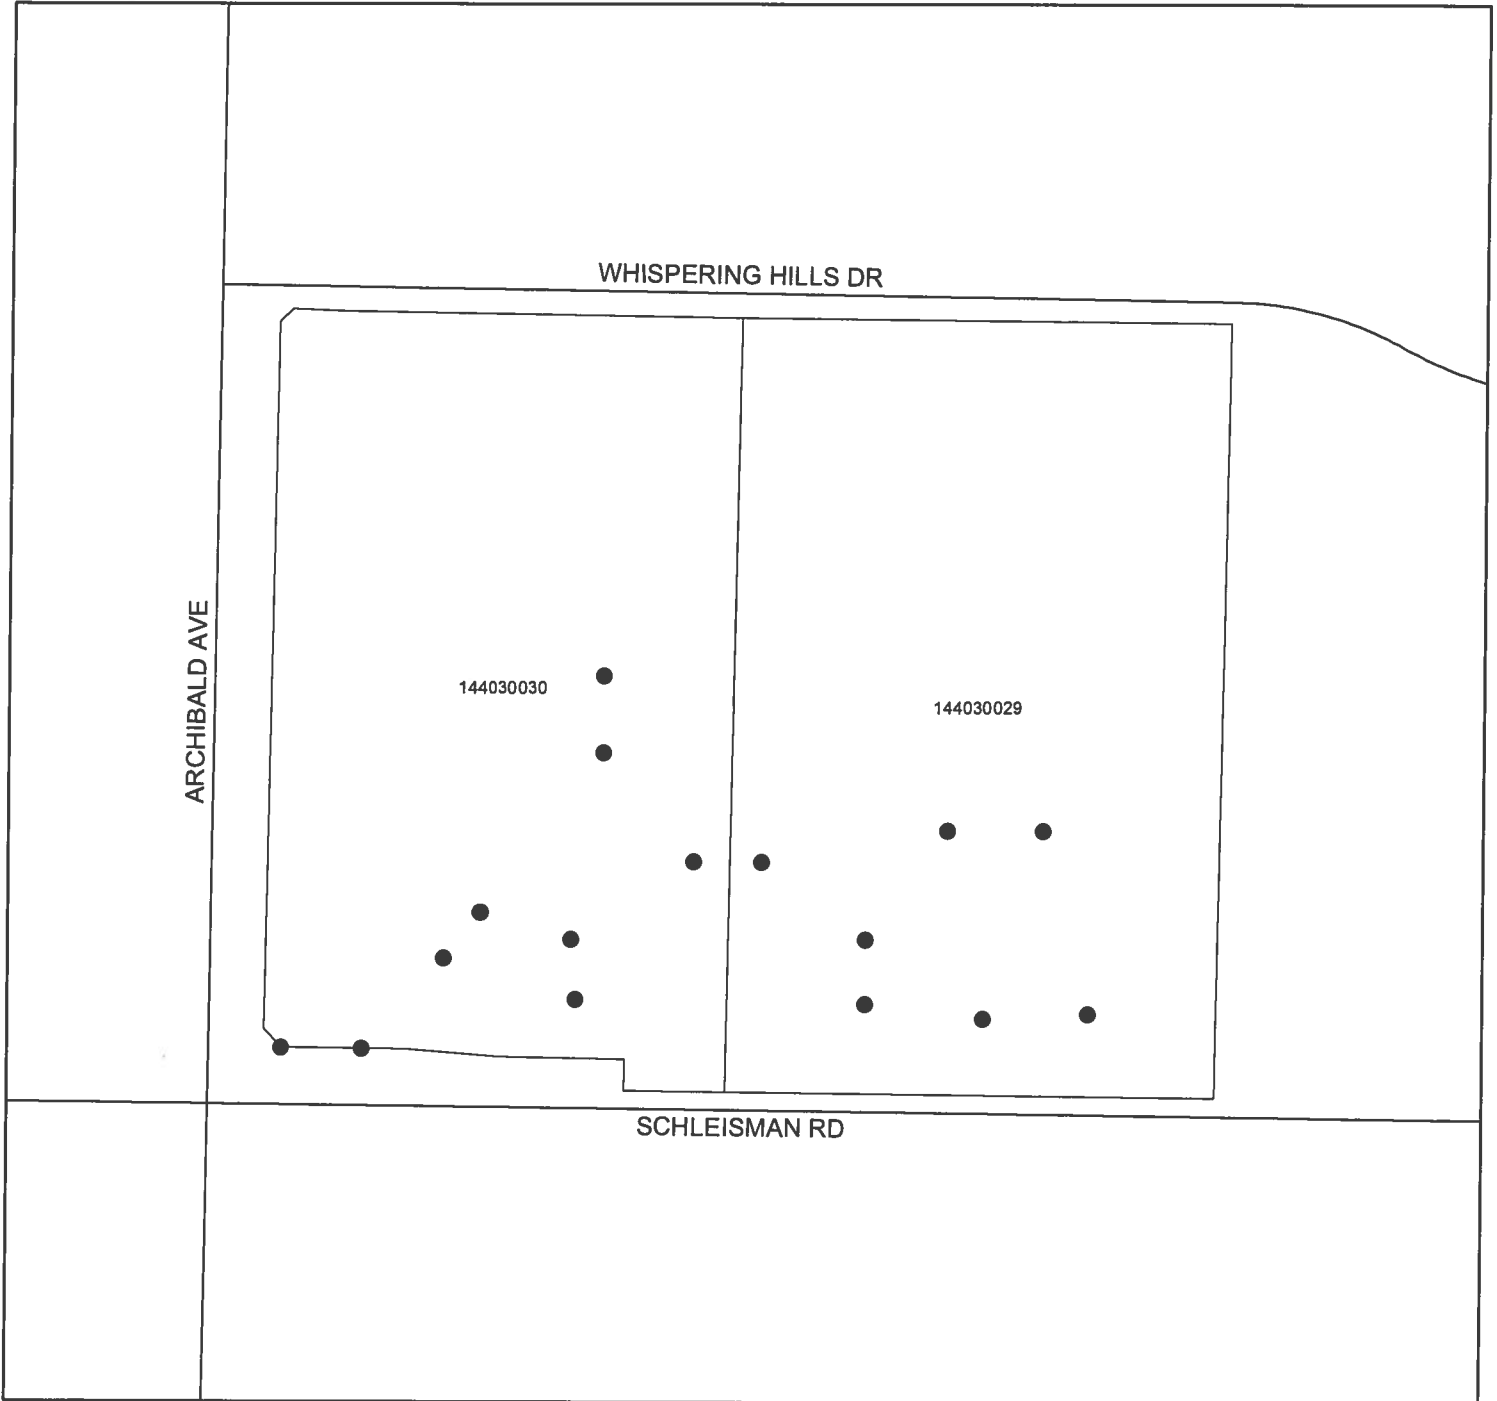 WHISPERING HILLS DR
ARCHIBALD AVE
144030030
144030029
SCHLEISMAN RD